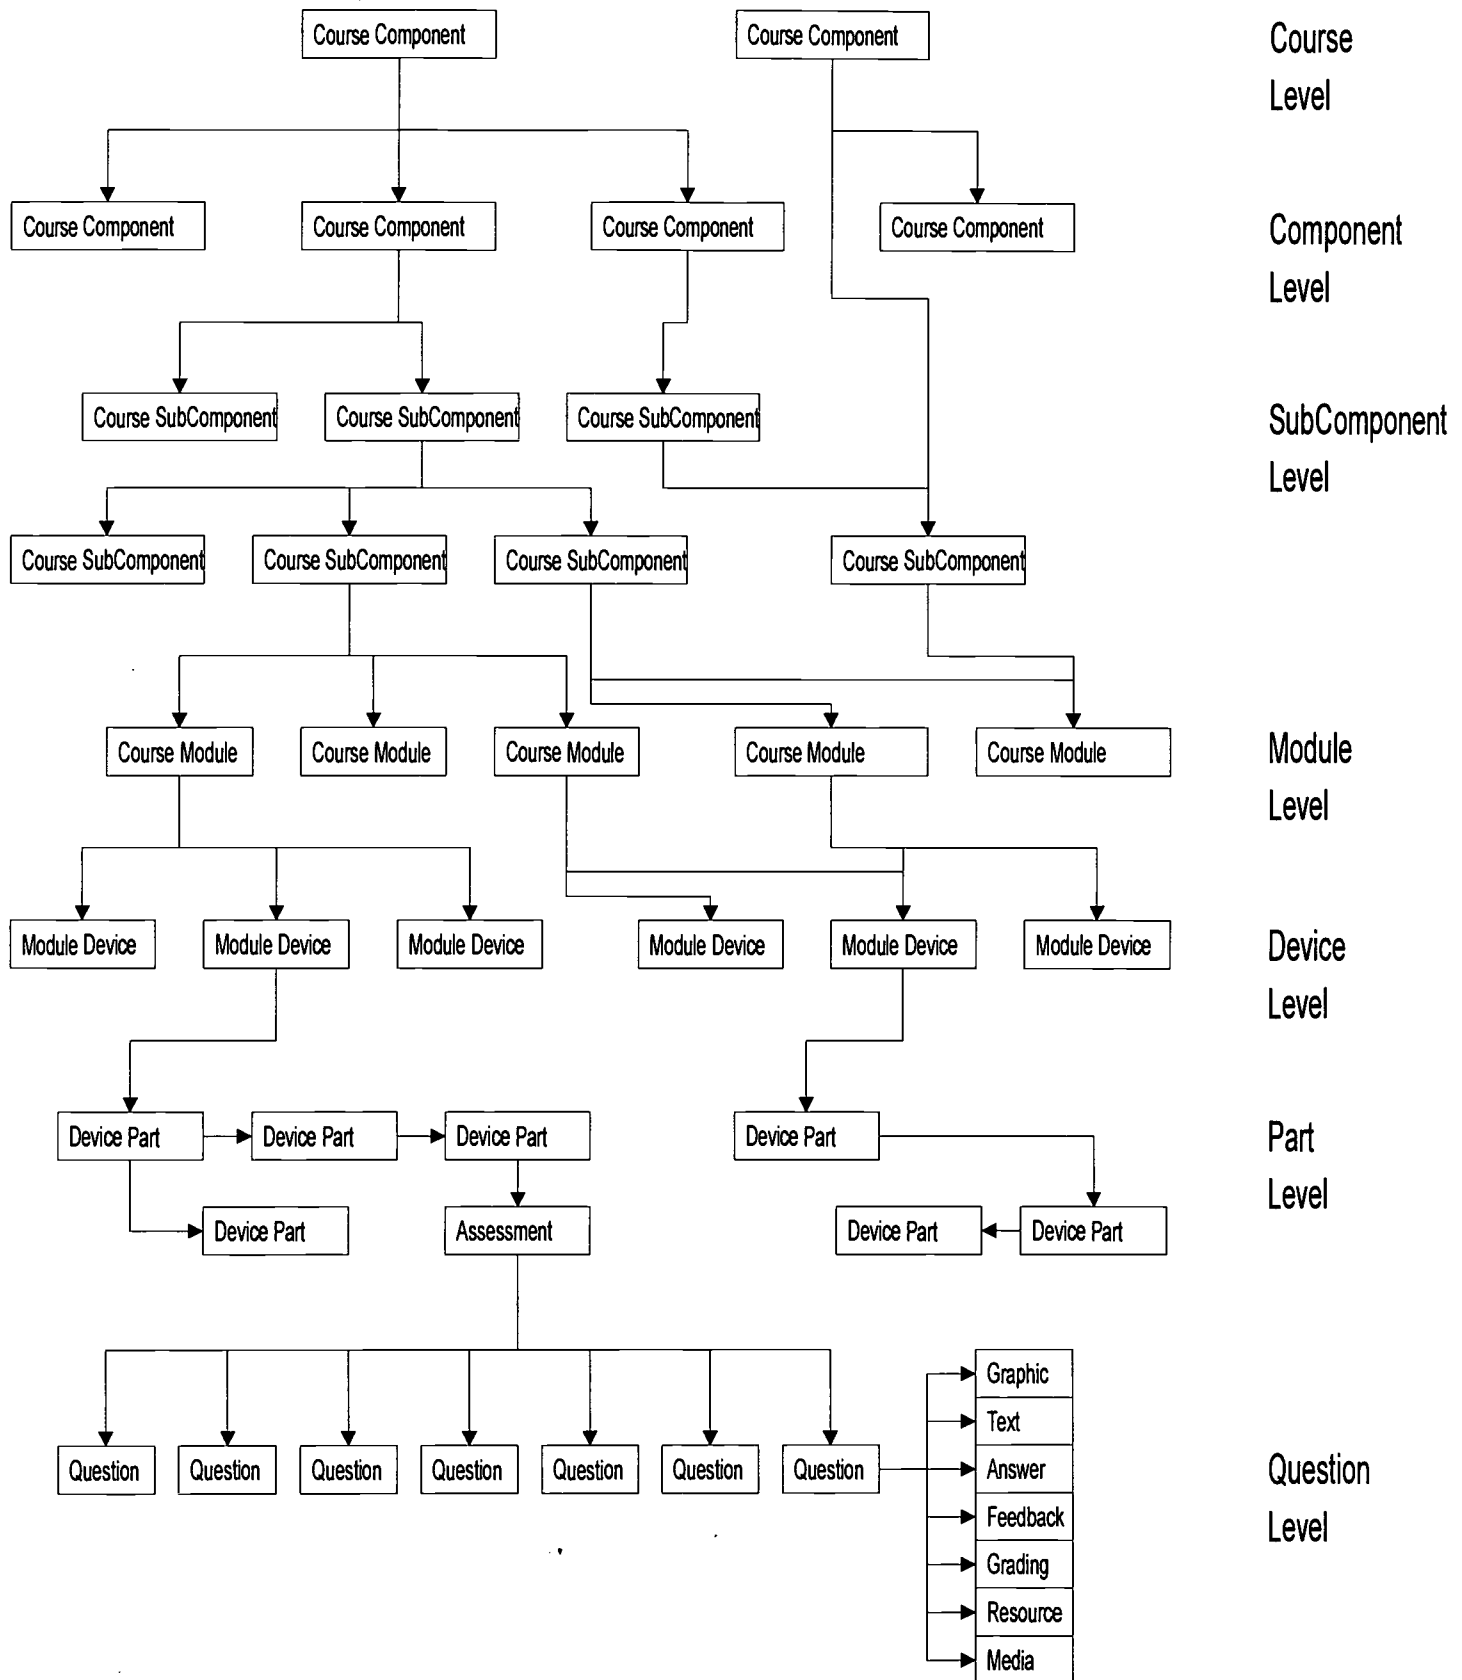 Course Component
Course Component
Course
Level
Course Component
Course Component
Course Component
Course Component
Component
Level
Course SubComponent
Course SubComponent
Course SubComponent
SubComponent
Level
Course SubComponent
Course SubComponent
Course SubComponent
Course SubComponent
Course Module
Course Module
Course Module
Course Module
Course Module
Module
Level
Module Device
Module Device
Module Device
Module Device
Module Device
Module Device
Device
Level
Device Part
Device Part
Device Part
Device Part
Part
Level
Device Part
Assessment
Device Part
Device Part
Graphic
Text
Question
Question
Question
Question
Question
Question
Question
Answer
Feedback
Grading
Resource
Media
Question
Level